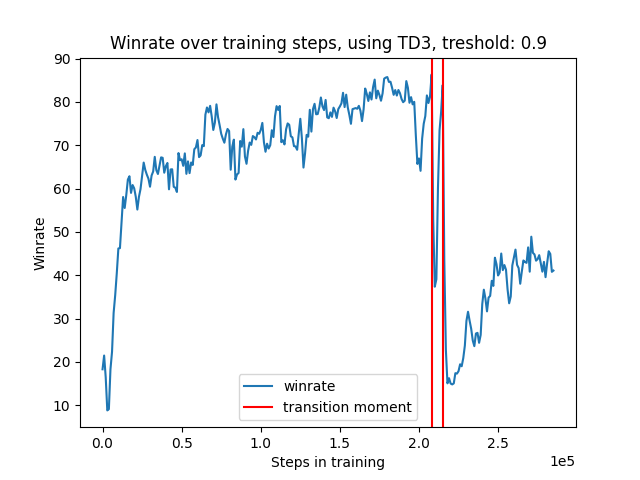 Winrate over training steps, using TD3, treshold: 0.9
Winrate
90
80
70
60
50
40
30
20
10
winrate
transition moment
0.0 0.5 1.0 1.5 2.0 2.5
1e5
Steps in training